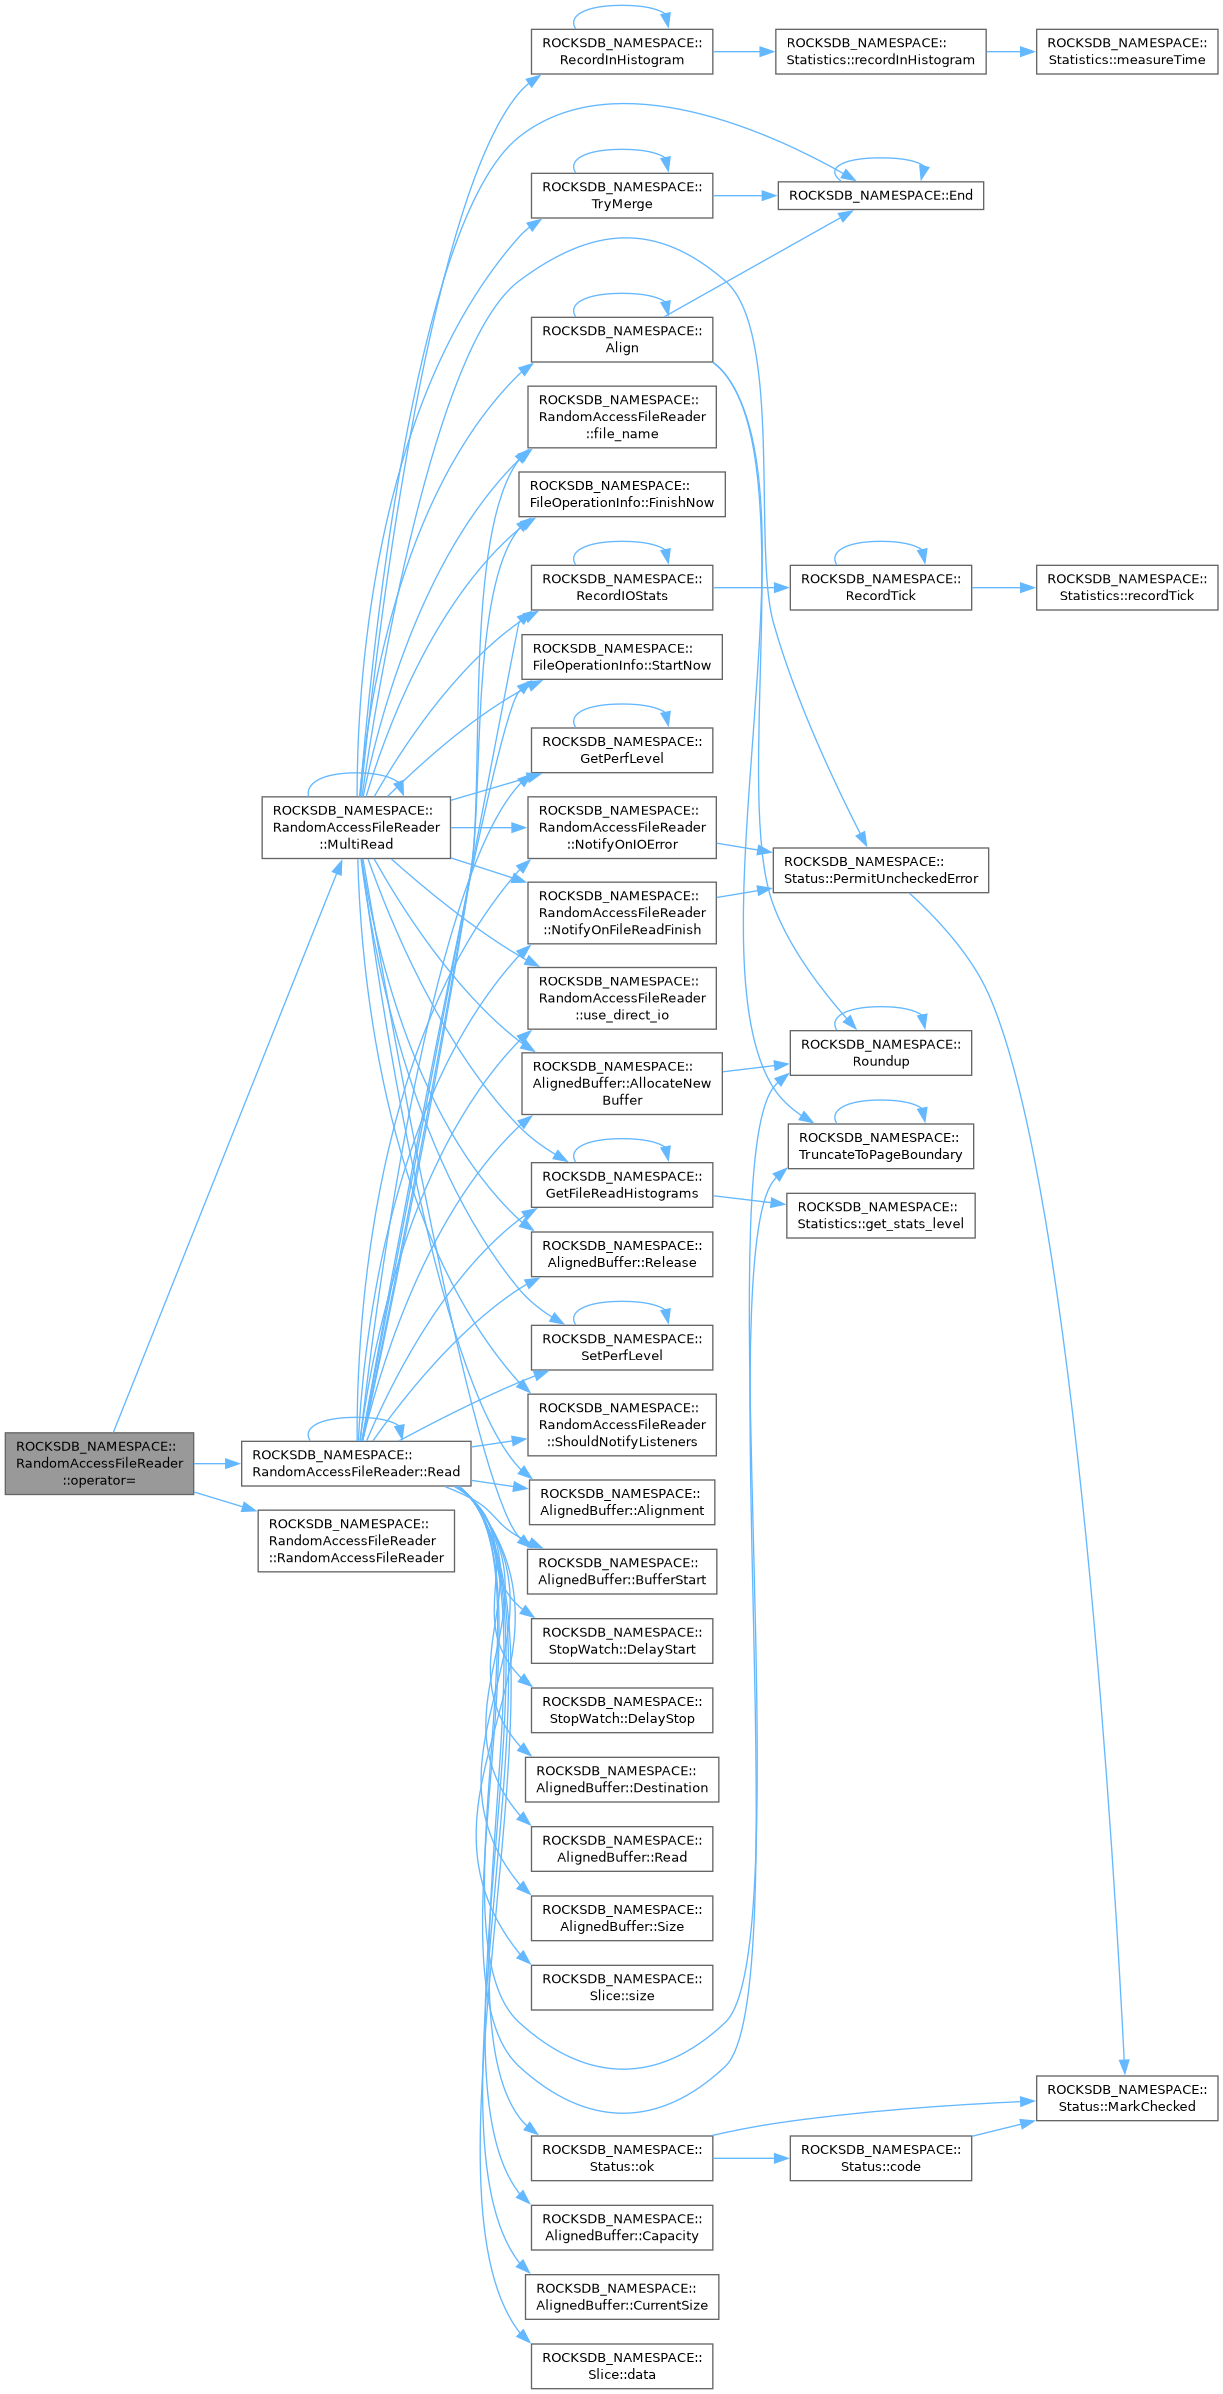 ROCKSDB_NAMESPACE::
RandomAccessFileReader
::operator=
ROCKSDB_NAMESPACE::
RandomAccessFileReader
::MultiRead
ROCKSDB_NAMESPACE::
RandomAccessFileReader::Read
ROCKSDB_NAMESPACE::
RandomAccessFileReader
::RandomAccessFileReader
ROCKSDB_NAMESPACE::
RecordInHistogram
ROCKSDB_NAMESPACE::
TryMerge
ROCKSDB_NAMESPACE::
Align
ROCKSDB_NAMESPACE::
RandomAccessFileReader
::file_name
ROCKSDB_NAMESPACE::
FileOperationInfo::FinishNow
ROCKSDB_NAMESPACE::
RecordIOStats
ROCKSDB_NAMESPACE::
FileOperationInfo::StartNow
ROCKSDB_NAMESPACE::
GetPerfLevel
ROCKSDB_NAMESPACE::
RandomAccessFileReader
::NotifyOnIOError
ROCKSDB_NAMESPACE::
RandomAccessFileReader
::NotifyOnFileReadFinish
ROCKSDB_NAMESPACE::
RandomAccessFileReader
::use_direct_io
ROCKSDB_NAMESPACE::
AlignedBuffer::AllocateNew
Buffer
ROCKSDB_NAMESPACE::
GetFileReadHistograms
ROCKSDB_NAMESPACE::
AlignedBuffer::Release
ROCKSDB_NAMESPACE::
SetPerfLevel
ROCKSDB_NAMESPACE::
RandomAccessFileReader
::ShouldNotifyListeners
ROCKSDB_NAMESPACE::
AlignedBuffer::Alignment
ROCKSDB_NAMESPACE::
AlignedBuffer::BufferStart
ROCKSDB_NAMESPACE::
StopWatch::DelayStart
ROCKSDB_NAMESPACE::
StopWatch::DelayStop
ROCKSDB_NAMESPACE::
AlignedBuffer::Destination
ROCKSDB_NAMESPACE::
AlignedBuffer::Read
ROCKSDB_NAMESPACE::
AlignedBuffer::Size
ROCKSDB_NAMESPACE::
Slice::size
ROCKSDB_NAMESPACE::
Status::ok
ROCKSDB_NAMESPACE::
AlignedBuffer::Capacity
ROCKSDB_NAMESPACE::
AlignedBuffer::CurrentSize
ROCKSDB_NAMESPACE::
Slice::data
ROCKSDB_NAMESPACE::
Statistics::recordInHistogram
ROCKSDB_NAMESPACE::End
ROCKSDB_NAMESPACE::
RecordTick
ROCKSDB_NAMESPACE::
Status::PermitUncheckedError
ROCKSDB_NAMESPACE::
Roundup
ROCKSDB_NAMESPACE::
TruncateToPageBoundary
ROCKSDB_NAMESPACE::
Statistics::get_stats_level
ROCKSDB_NAMESPACE::
Status::code
ROCKSDB_NAMESPACE::
Statistics::measureTime
ROCKSDB_NAMESPACE::
Statistics::recordTick
ROCKSDB_NAMESPACE::
Status::MarkChecked